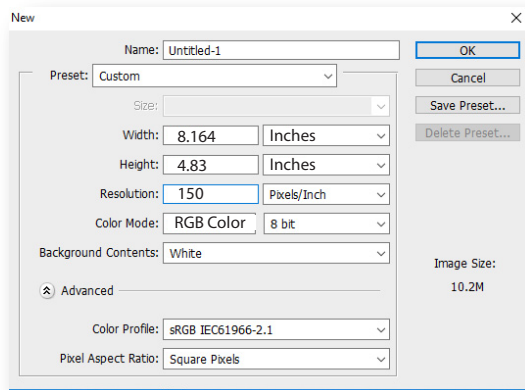 New
Name: Untitled-1
OK
Preset: Custom
Cancel
Size:
Save Preset...
Width: 8.164 Inches
Delete Preset...
Height: 4.83 Inches
Resolution: 150 Pixels/Inch
Color Mode: RGB Color 8 bit
Background Contents: White
Image Size:
10.2M
Advanced
Color Profile: sRGB IEC61966-2.1
Pixel Aspect Ratio: Square Pixels